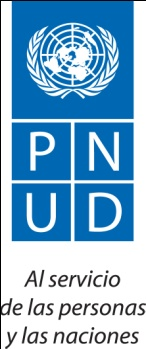 P N
U D
Al servicio
de las personas
y las naciones